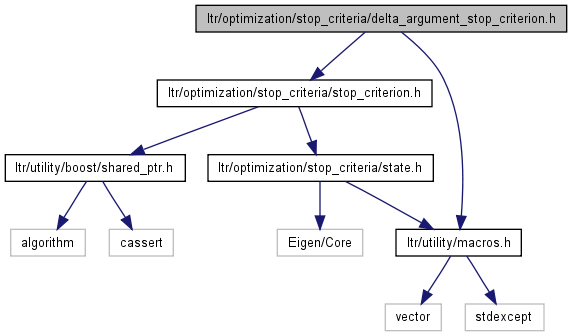 ltr/optimization/stop_criteria/delta_argument_stop_criterion.h
ltr/optimization/stop_criteria/stop_criterion.h
ltr/utility/boost/shared_ptr.h
ltr/optimization/stop_criteria/state.h
algorithm
cassert
Eigen/Core
ltr/utility/macros.h
vector
stdexcept